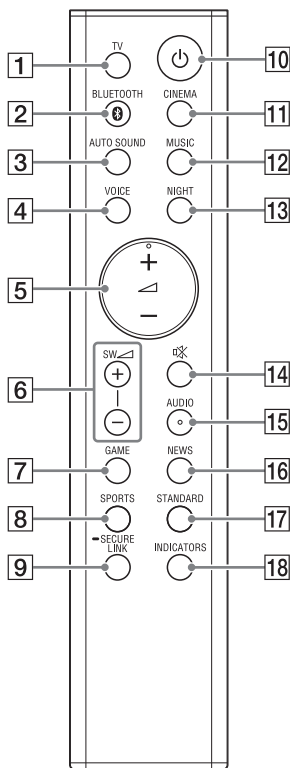 TV
1
10
BLUETOOTH
CINEMA
2
11
AUTO SOUND
MUSIC
3
12
VOICE
NIGHT
4
13
+
5
–
SW
+
6
14
–
AUDIO
15
GAME
NEWS
7
16
SPORTS
STANDARD
8
17
SECURE
LINK
INDICATORS
9
18